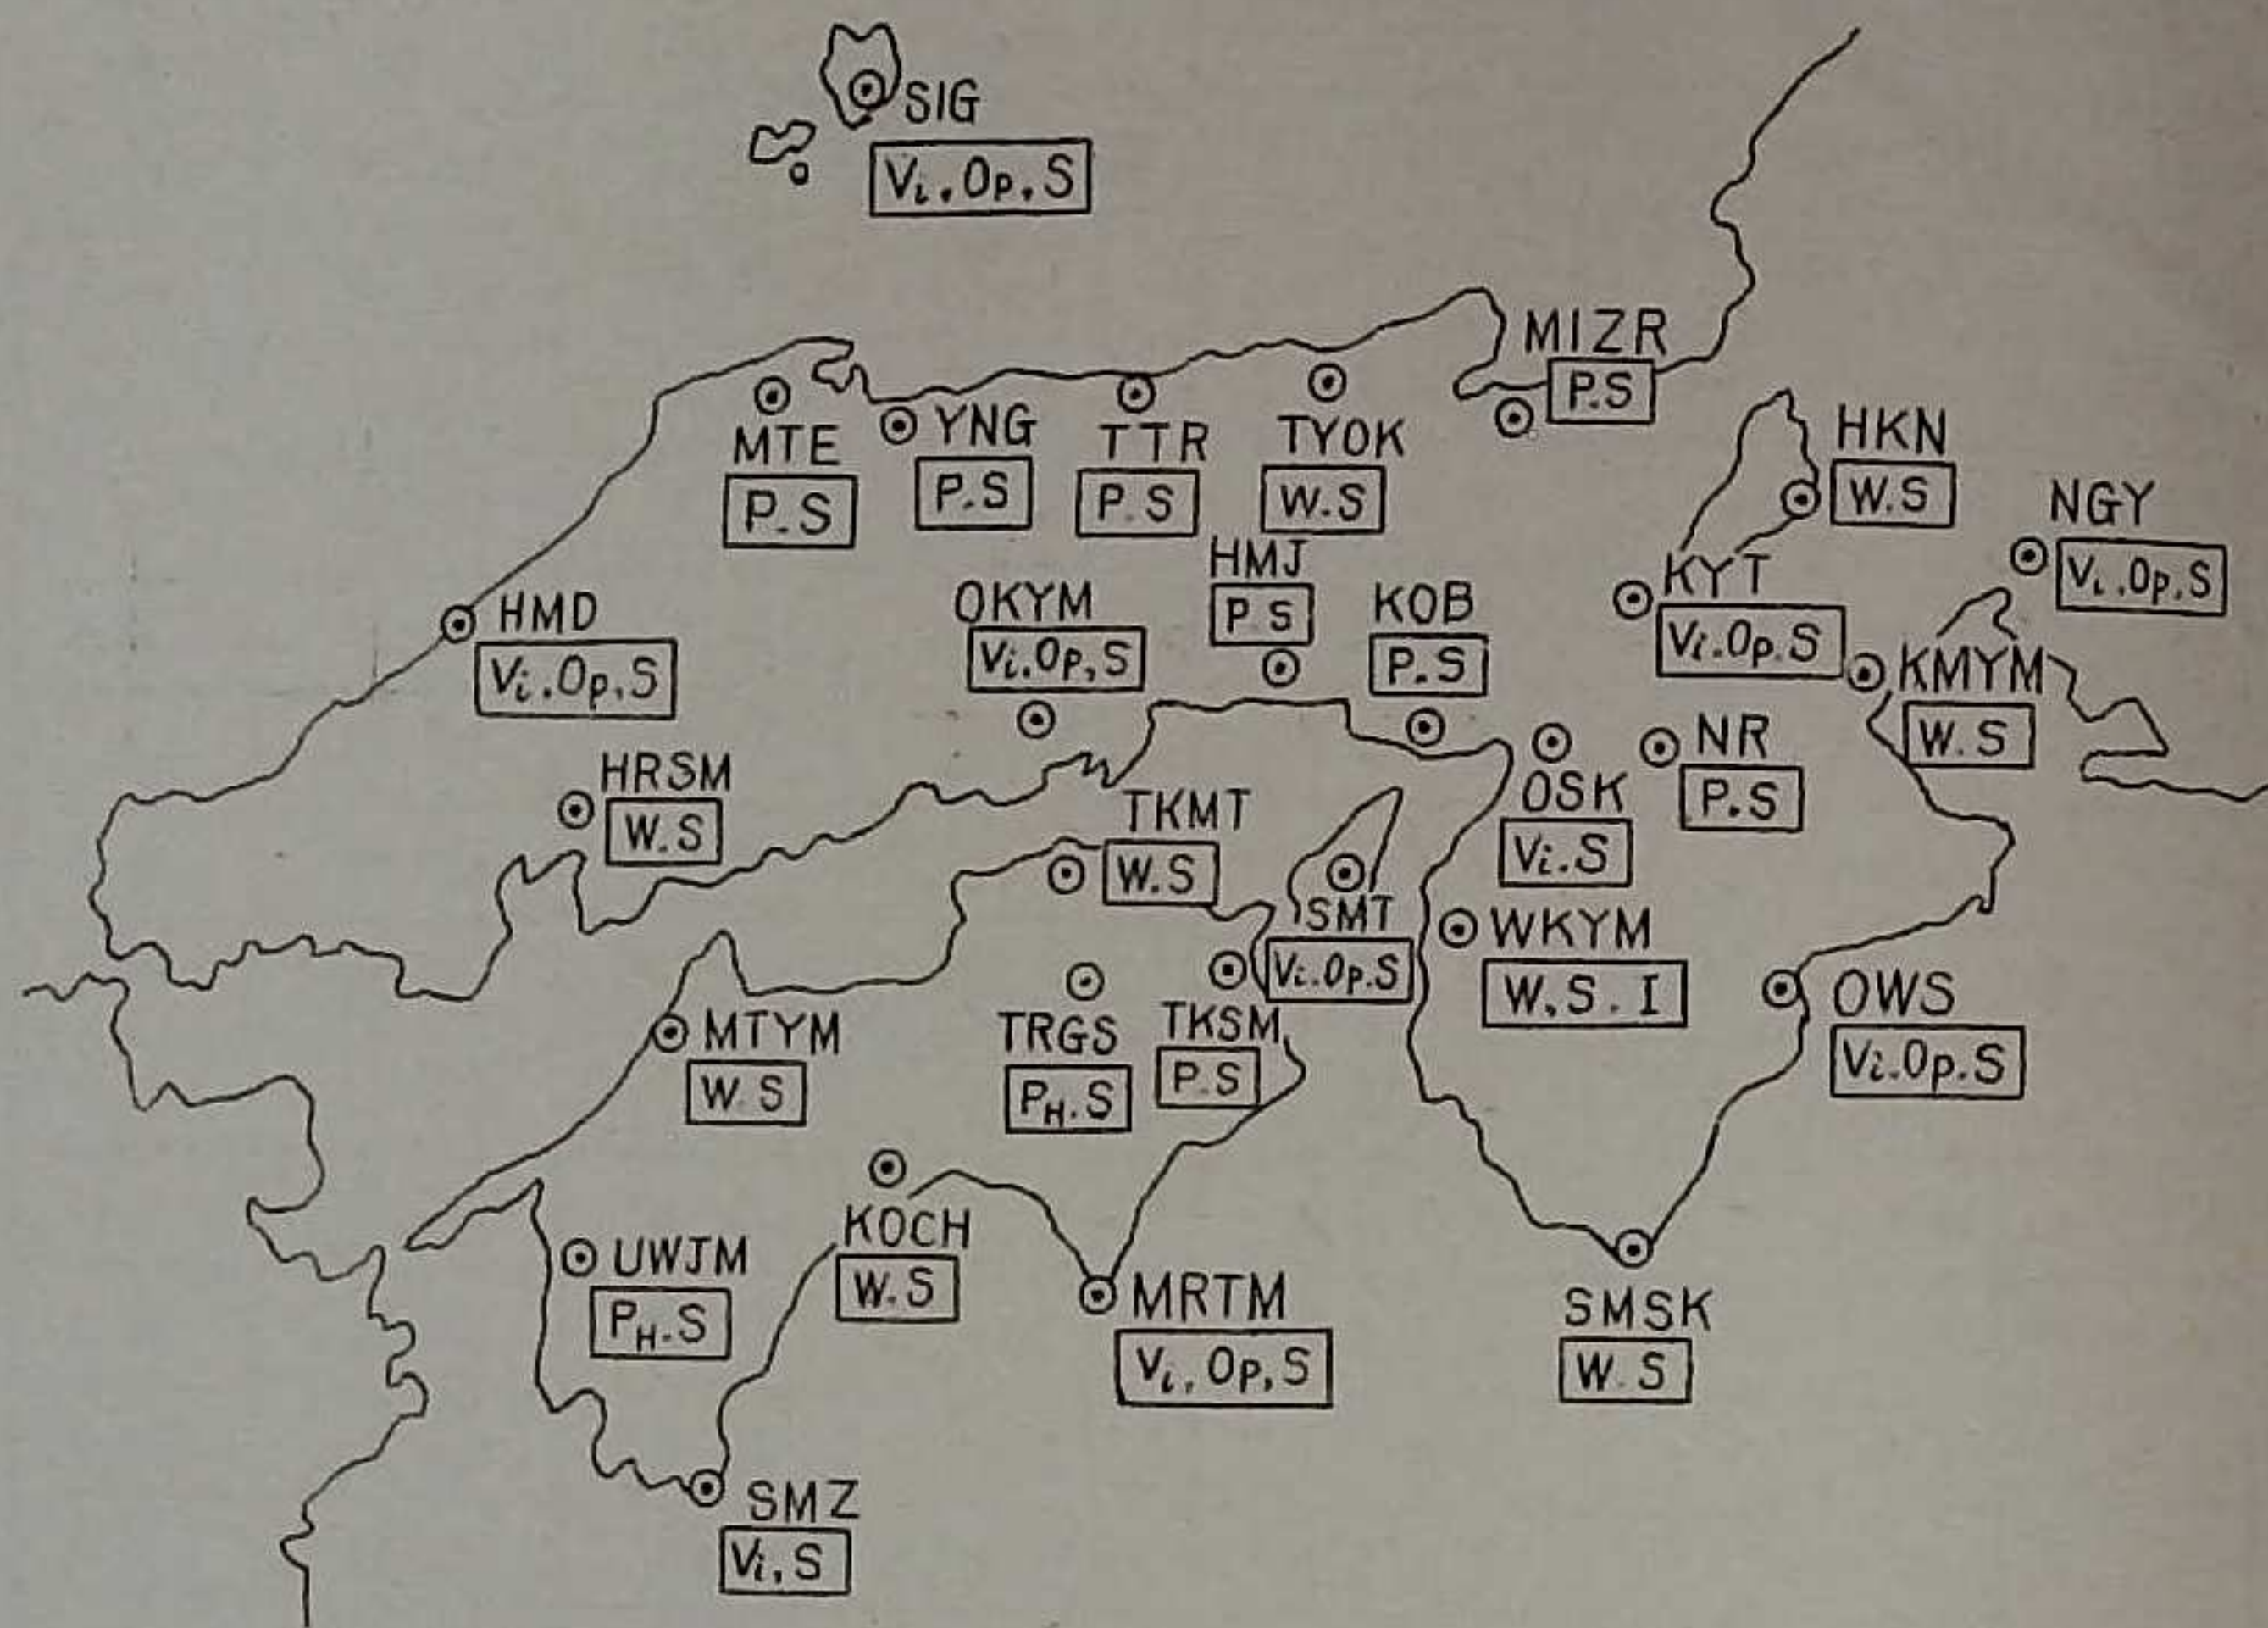 SIG
Vi.Op.S
MIZR
P.S
MTE
P.S
YNG
P.S
TTR
P.S
TYOK
W.S
HKN
W.S
NGY
Vi.Op.S
HMJ
P S
OKYM
Vi.Op,S
KOB
P.S
KYT
Vi.Op.S
HMD
Vi.Op.S
KMYM
W.S
NR
P.S
HRSM
W.S
TKMT
W.S
OSK
Vi.S
SMT
Vi.Op.S
WKYM
W.S.I
OWS
Vi.Op.S
MTYM
W S
TRGS
PH.S
TKSM
P.S
KOCH
W.S
UWJM
PH.S
MRTM
Vi,Op,S
SMSK
W S
SMZ
Vi,S